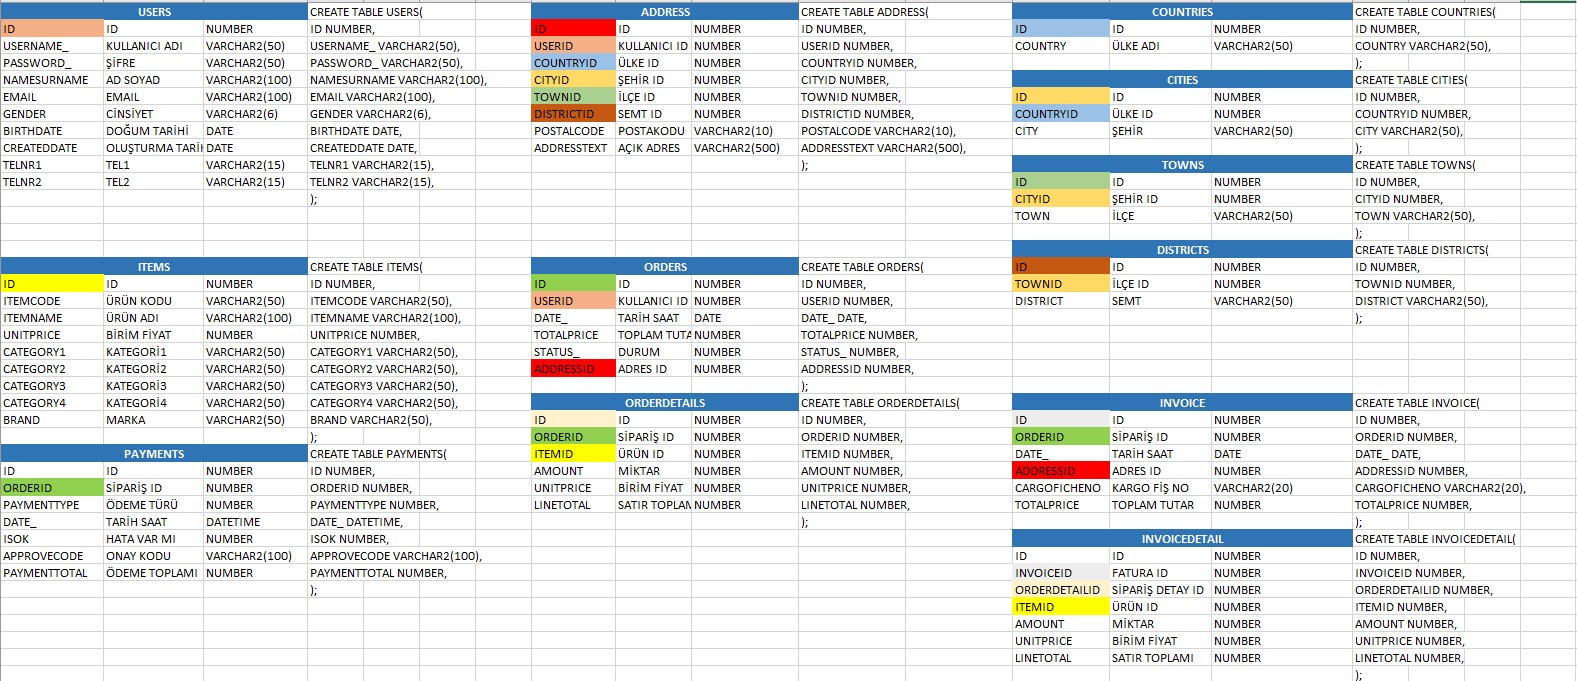 USERS CREATE TABLE USERS(
ID ID NUMBER ID NUMBER,
USERNAME_ KULLANICI ADI VARCHAR2(50) USERNAME_ VARCHAR2(50),
PASSWORD_ ŞİFRE VARCHAR2(50) PASSWORD_ VARCHAR2(50),
NAMESURNAME AD SOYAD VARCHAR2(100) NAMESURNAME VARCHAR2(100),
EMAIL EMAIL VARCHAR2(100) EMAIL VARCHAR2(100),
GENDER CİNSİYET VARCHAR2(6) GENDER VARCHAR2(6),
BIRTHDATE DOĞUM TARİHİ DATE BIRTHDATE DATE,
CREATEDDATE OLUŞTURMA TARİH DATE CREATEDDATE DATE,
TELNR1 TEL1 VARCHAR2(15) TELNR1 VARCHAR2(15),
TELNR2 TEL2 VARCHAR2(15) TELNR2 VARCHAR2(15),
);
ITEMS CREATE TABLE ITEMS(
ID ID NUMBER ID NUMBER,
ITEMCODE ÜRÜN KODU VARCHAR2(50) ITEMCODE VARCHAR2(50),
ITEMNAME ÜRÜN ADI VARCHAR2(100) ITEMNAME VARCHAR2(100),
UNITPRICE BİRİM FİYAT NUMBER UNITPRICE NUMBER,
CATEGORY1 KATEGORİ1 VARCHAR2(50) CATEGORY1 VARCHAR2(50),
CATEGORY2 KATEGORİ2 VARCHAR2(50) CATEGORY2 VARCHAR2(50),
CATEGORY3 KATEGORİ3 VARCHAR2(50) CATEGORY3 VARCHAR2(50),
CATEGORY4 KATEGORİ4 VARCHAR2(50) CATEGORY4 VARCHAR2(50),
BRAND MARKA VARCHAR2(50) BRAND VARCHAR2(50),
);
PAYMENTS CREATE TABLE PAYMENTS(
ID ID NUMBER ID NUMBER,
ORDERID SİPARİŞ ID NUMBER ORDERID NUMBER,
PAYMENTTYPE ÖDEME TÜRÜ NUMBER PAYMENTTYPE NUMBER,
DATE_ TARİH SAAT DATETIME DATE_ DATETIME,
ISOK HATA VAR MI NUMBER ISOK NUMBER,
APPROVECODE ONAY KODU VARCHAR2(100) APPROVECODE VARCHAR2(100),
PAYMENTTOTAL ÖDEME TOPLAMI NUMBER PAYMENTTOTAL NUMBER,
);
ADDRESS CREATE TABLE ADDRESS(
ID ID NUMBER ID NUMBER,
USERID KULLANICI ID NUMBER USERID NUMBER,
COUNTRYID ÜLKE ID NUMBER COUNTRYID NUMBER,
CITYID ŞEHİR ID NUMBER CITYID NUMBER,
TOWNID İLÇE ID NUMBER TOWNID NUMBER,
DISTRICTID SEMT ID NUMBER DISTRICTID NUMBER,
POSTALCODE POSTAKODU VARCHAR2(10) POSTALCODE VARCHAR2(10),
ADDRESSTEXT AÇIK ADRES VARCHAR2(500) ADDRESSTEXT VARCHAR2(500),
);
ORDERS CREATE TABLE ORDERS(
ID ID NUMBER ID NUMBER,
USERID KULLANICI ID NUMBER USERID NUMBER,
DATE_ TARİH SAAT DATE DATE_ DATE,
TOTALPRICE TOPLAM TUTA NUMBER TOTALPRICE NUMBER,
STATUS_ DURUM NUMBER STATUS_ NUMBER,
ADDRESSID ADRES ID NUMBER ADDRESSID NUMBER,
);
ORDERDETAILS CREATE TABLE ORDERDETAILS(
ID ID NUMBER ID NUMBER,
ORDERID SİPARİŞ ID NUMBER ORDERID NUMBER,
ITEMID ÜRÜN ID NUMBER ITEMID NUMBER,
AMOUNT MİKTAR NUMBER AMOUNT NUMBER,
UNITPRICE BİRİM FİYAT NUMBER UNITPRICE NUMBER,
LINETOTAL SATIR TOPLAM NUMBER LINETOTAL NUMBER,
);
COUNTRIES CREATE TABLE COUNTRIES(
ID ID NUMBER ID NUMBER,
COUNTRY ÜLKE ADI VARCHAR2(50) COUNTRY VARCHAR2(50),
);
CITIES CREATE TABLE CITIES(
ID ID NUMBER ID NUMBER,
COUNTRYID ÜLKE ID NUMBER COUNTRYID NUMBER,
CITY ŞEHİR VARCHAR2(50) CITY VARCHAR2(50),
);
TOWNS CREATE TABLE TOWNS(
ID ID NUMBER ID NUMBER,
CITYID ŞEHİR ID NUMBER CITYID NUMBER,
TOWN İLÇE VARCHAR2(50) TOWN VARCHAR2(50),
);
DISTRICTS CREATE TABLE DISTRICTS(
ID ID NUMBER ID NUMBER,
TOWNID İLÇE ID NUMBER TOWNID NUMBER,
DISTRICT SEMT VARCHAR2(50) DISTRICT VARCHAR2(50),
);
INVOICE CREATE TABLE INVOICE(
ID ID NUMBER ID NUMBER,
ORDERID SİPARİŞ ID NUMBER ORDERID NUMBER,
DATE_ TARİH SAAT DATE DATE_ DATE,
ADDRESSID ADRES ID NUMBER ADDRESSID NUMBER,
CARGOFICHENO KARGO FİŞ NO VARCHAR2(20) CARGOFICHENO VARCHAR2(20),
TOTALPRICE TOPLAM TUTAR NUMBER TOTALPRICE NUMBER,
);
INVOICEDETAIL CREATE TABLE INVOICEDETAIL(
ID ID NUMBER ID NUMBER,
INVOICEID FATURA ID NUMBER INVOICEID NUMBER,
ORDERDETAILID SİPARİŞ DETAY ID NUMBER ORDERDETAILID NUMBER,
ITEMID ÜRÜN ID NUMBER ITEMID NUMBER,
AMOUNT MİKTAR NUMBER AMOUNT NUMBER,
UNITPRICE BİRİM FİYAT NUMBER UNITPRICE NUMBER,
LINETOTAL SATIR TOPLAMI NUMBER LINETOTAL NUMBER,
);